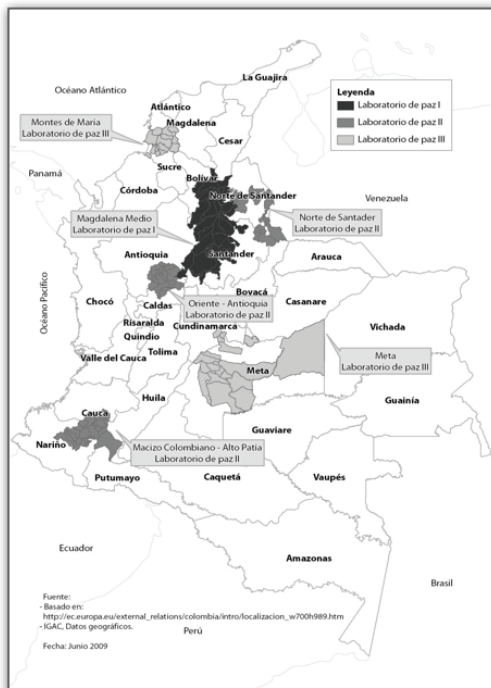 La Guajira
Océano Atlántico
Leyenda
Laboratorio de paz I
Laboratorio de paz II
Laboratorio de paz III
Atlántico
Magdalena
Montes de Maria
Laboratorio de paz III
Cesar
Sucre
Panamá
Bolívar
Córdoba
Norte de Santander
Venezuela
Magdalena Medio
Laboratorio de paz I
Norte de Santader
Laboratorio de paz II
Antioquia
Santander
Arauca
Océano Pacífico
Chocó
Boyacá
Oriente - Antioquia
Laboratorio de paz II
Casanare
Caldas
Risaralda
Cundinamarca
Vichada
Quindio
Tolima
Valle del Cauca
Meta
Meta
Laboratorio de paz III
Huila
Guainía
Cauca
Guaviare
Nariño
Macizo Colombiano - Alto Patia
Laboratorio de paz II
Putumayo
Caquetá
Vaupés
Ecuador
Amazonas
Brasil
Fuente:
- Basado en:
http://ec.europa.eu/external_relations/colombia/intro/localizacion_w700h989.htm
- IGAC, Datos geográficos.
Perú
Fecha: Junio 2009